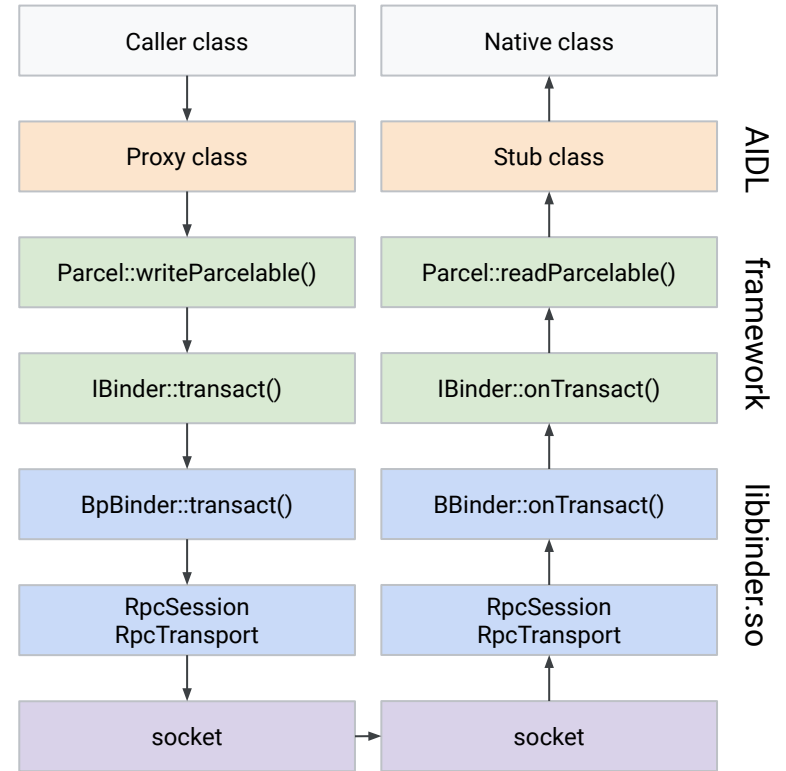 Caller class
Native class
Proxy class
Stub class
AIDL
Parcel::writeParcelable()
Parcel::readParcelable()
framework
IBinder::transact()
IBinder::onTransact()
BpBinder::transact()
BBinder::onTransact()
libbinder.so
RpcSession
RpcTransport
RpcSession
RpcTransport
socket
socket